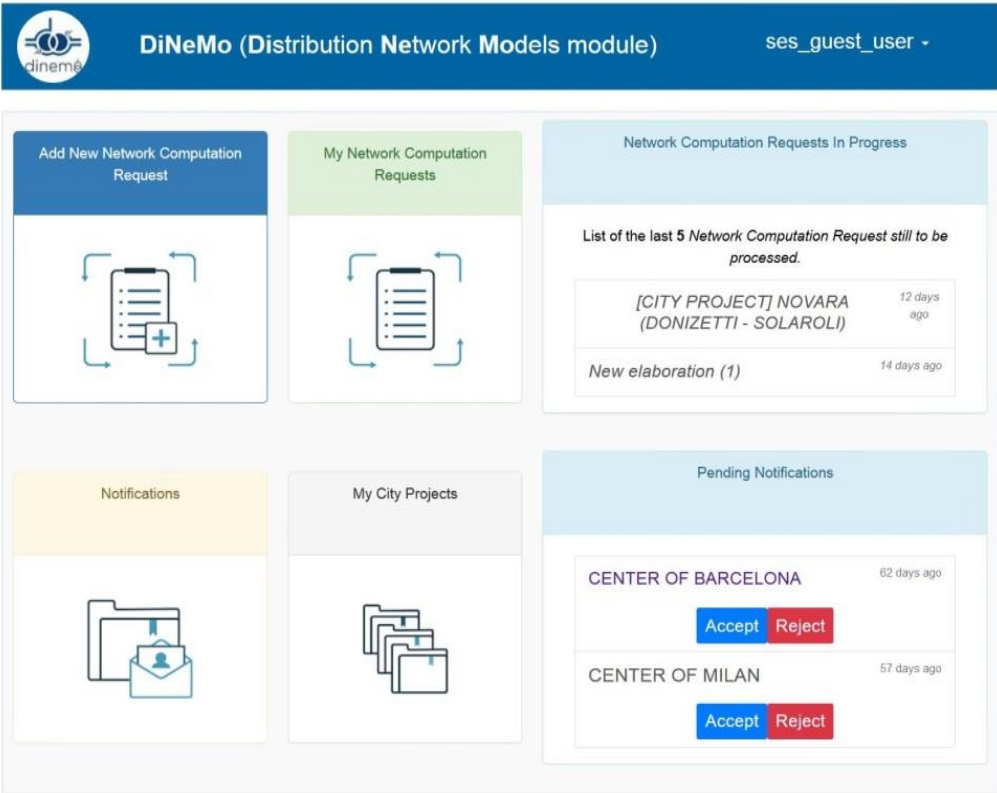 dinemo
DiNeMo (Distribution Network Models module)
ses_guest_user
Add New Network Computation
Request
My Network Computation
Requests
Network Computation Requests In Progress
List of the last 5 Network Computation Request still to be
processed.
[CITY PROJECT] NOVARA
(DONIZETTI - SOLAROLI)
12 days
ago
New elaboration (1)
14 days ago
Notifications
My City Projects
Pending Notifications
CENTER OF BARCELONA
62 days ago
Accept Reject
CENTER OF MILAN
57 days ago
Accept Reject